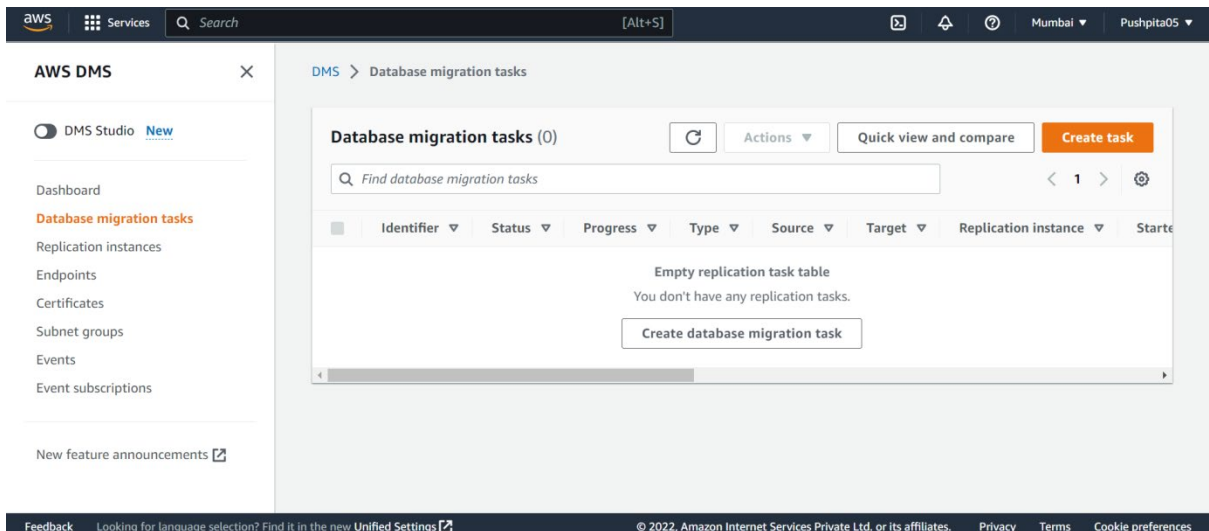 aws Services Search [Alt+S] Mumbai Pushpita05
AWS DMS
DMS Studio New
Dashboard
Database migration tasks
Replication instances
Endpoints
Certificates
Subnet groups
Events
Event subscriptions
New feature announcements
DMS > Database migration tasks
Database migration tasks (0) Actions Quick view and compare Create task
Find database migration tasks < 1 >
Identifier Status Progress Type Source Target Replication instance Starte
Empty replication task table
You don't have any replication tasks.
Create database migration task
Feedback Looking for language selection? Find it in the new Unified Settings © 2022, Amazon Internet Services Private Ltd. or its affiliates. Privacy Terms Cookie preferences